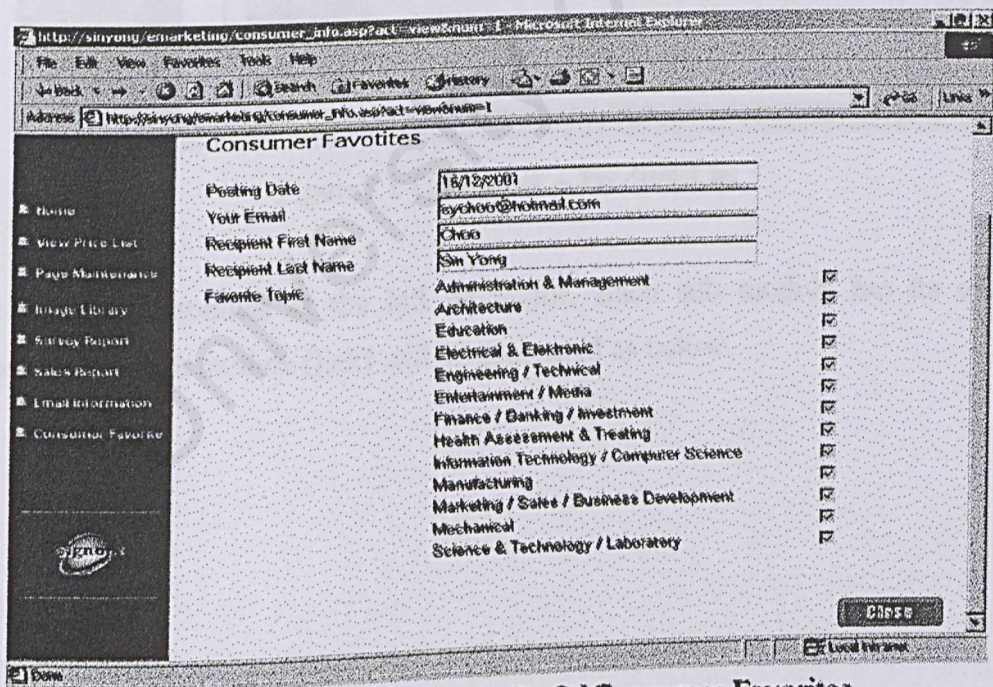 http://sinyong/emarketing/consumer_info.asp?act=view&num=1 - Microsoft Internet Explorer
File Edit View Favorites Tools Help
Back Search Favorites History
Address http://sinyong/emarketing/consumer_info.asp?act=view&num=1 Go Links
Consumer Favotites
Posting Date 16/12/2001
Your Email sychoo@hotmail.com
Recipient First Name Choo
Recipient Last Name Sin Yong
Favorite Topic
Administration & Management
Architecture
Education
Electrical & Elektronic
Engineering / Technical
Entertainment / Media
Finance / Banking / Investment
Health Assessment & Treating
Information Technology / Computer Science
Manufacturing
Marketing / Sales / Business Development
Mechanical
Science & Technology / Laboratory
Home
View Price List
Page Maintenance
Image Library
Survey Report
Sales Report
Email Information
Consumer Favorite
Close
Done
Local intranet
Favorites